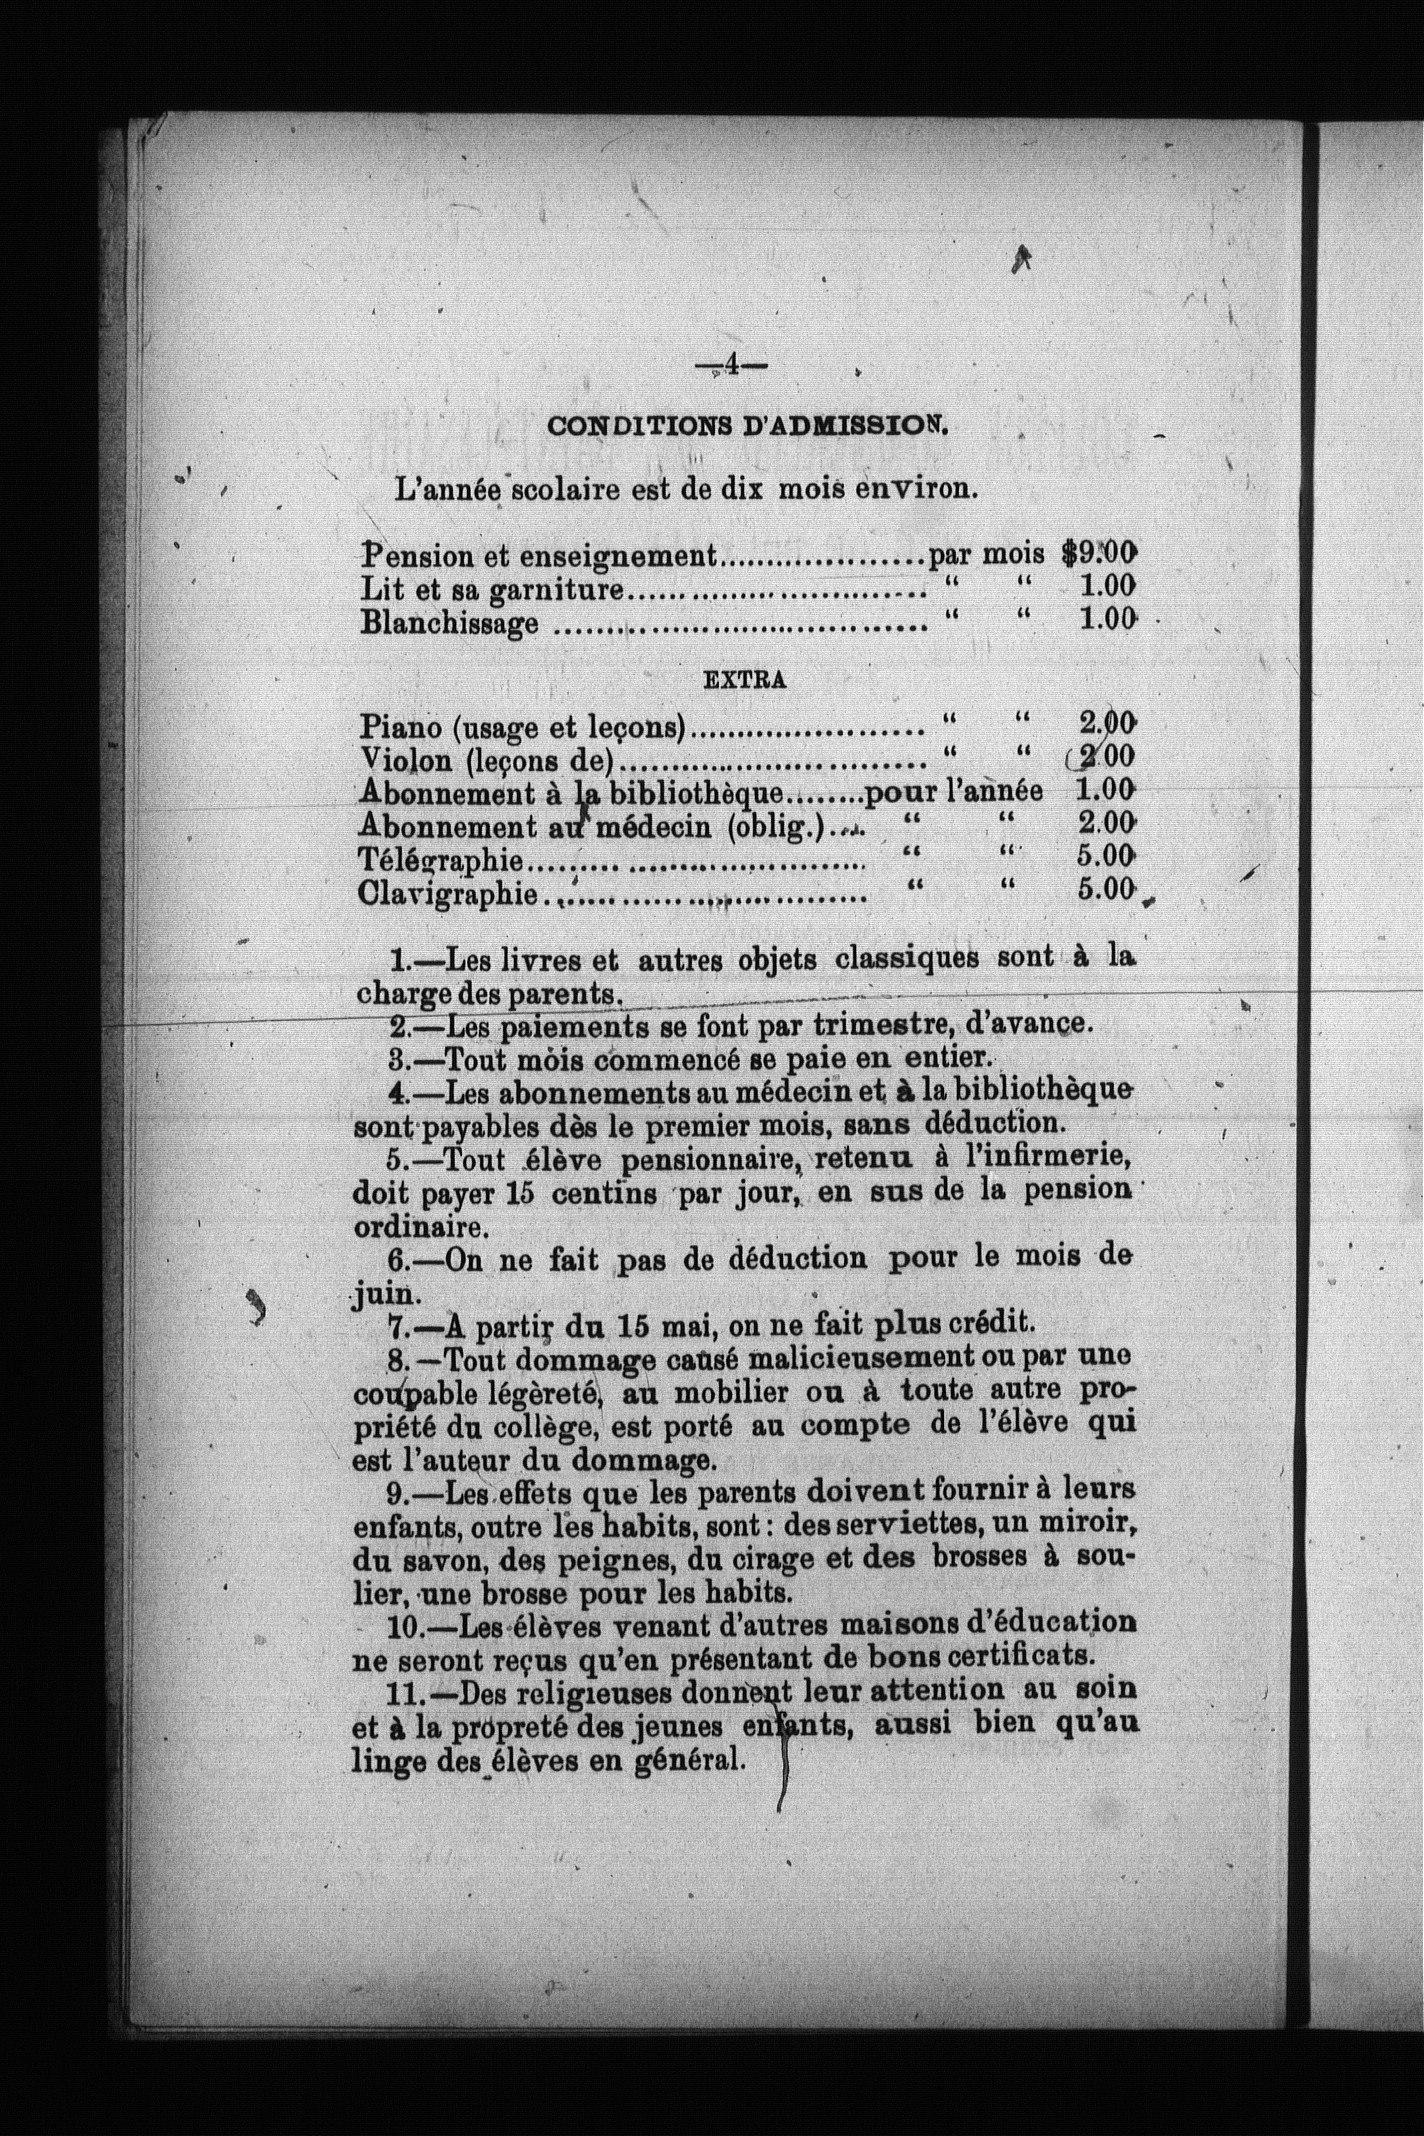 —4—
CONDITIONS D'ADMISSION.
L'année scolaire est de dix mois environ.
Pension et enseignement......................par mois $9.00
Lit et sa garniture................................ “ “ 1.00
Blanchissage ........................................ “ “ 1.00
EXTRA
Piano (usage et leçons)......................... “ “ 2.00
Violon (leçons de)................................. “ “ 2.00
Abonnement à la bibliothèque........pour l'année 1.00
Abonnement au médecin (oblig.).... “ “ 2.00
Télégraphie.................................... “ “ 5.00
Clavigraphie................................... “ “ 5.00
1.—Les livres et autres objets classiques sont à la
charge des parents.
2.—Les paiements se font par trimestre, d'avance.
3.—Tout mois commencé se paie en entier.
4.—Les abonnements au médecin et à la bibliothèque
sont payables dès le premier mois, sans déduction.
5.—Tout élève pensionnaire, retenu à l'infirmerie,
doit payer 15 centins par jour, en sus de la pension
ordinaire.
6.—On ne fait pas de déduction pour le mois de
juin.
7.—A partir du 15 mai, on ne fait plus crédit.
8.—Tout dommage causé malicieusement ou par une
coupable légèreté, au mobilier ou à toute autre pro-
priété du collège, est porté au compte de l'élève qui
est l'auteur du dommage.
9.—Les effets que les parents doivent fournir à leurs
enfants, outre les habits, sont : des serviettes, un miroir,
du savon, des peignes, du cirage et des brosses à sou-
lier, une brosse pour les habits.
10.—Les élèves venant d'autres maisons d'éducation
ne seront reçus qu'en présentant de bons certificats.
11.—Des religieuses donnent leur attention au soin
et à la propreté des jeunes enfants, aussi bien qu'au
linge des élèves en général.